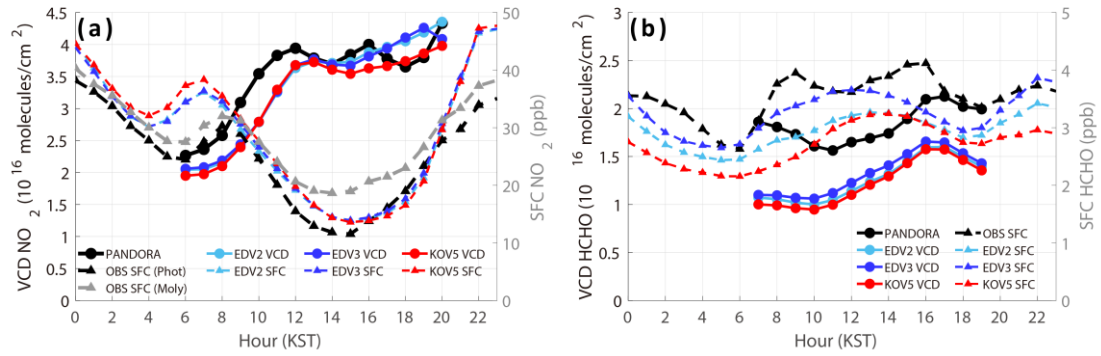 (a)
VCD NO 2 (10 16 molecules/cm 2)
4.5
4
3.5
3
2.5
2
1.5
1
0.5
0
50
40
30
20
10
0
SFC NO 2 (ppb)
PANDORA
OBS SFC (Phot)
OBS SFC (Moly)
EDV2 VCD
EDV2 SFC
EDV3 VCD
EDV3 SFC
KOV5 VCD
KOV5 SFC
0 2 4 6 8 10 12 14 16 18 20 22
Hour (KST)
(b)
VCD HCHO (10 16 molecules/cm 2)
3
2.5
2
1.5
1
0.5
0
5
4
3
2
1
0
SFC HCHO (ppb)
PANDORA
EDV2 VCD
EDV3 VCD
KOV5 VCD
OBS SFC
EDV2 SFC
EDV3 SFC
KOV5 SFC
0 2 4 6 8 10 12 14 16 18 20 22
Hour (KST)